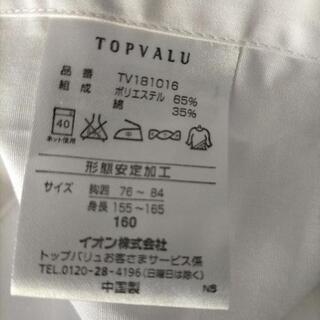 TOPVALU
品番 TV181016
組成 ポリエステル 65%
綿 35%
40
ネット使用
形態安定加工
サイズ 胸囲 76～84
身長 155～165
160
イオン株式会社
トップバリュお客さまサービス係
TEL.0120-28-4196(日曜日は除く)
中国製 NS